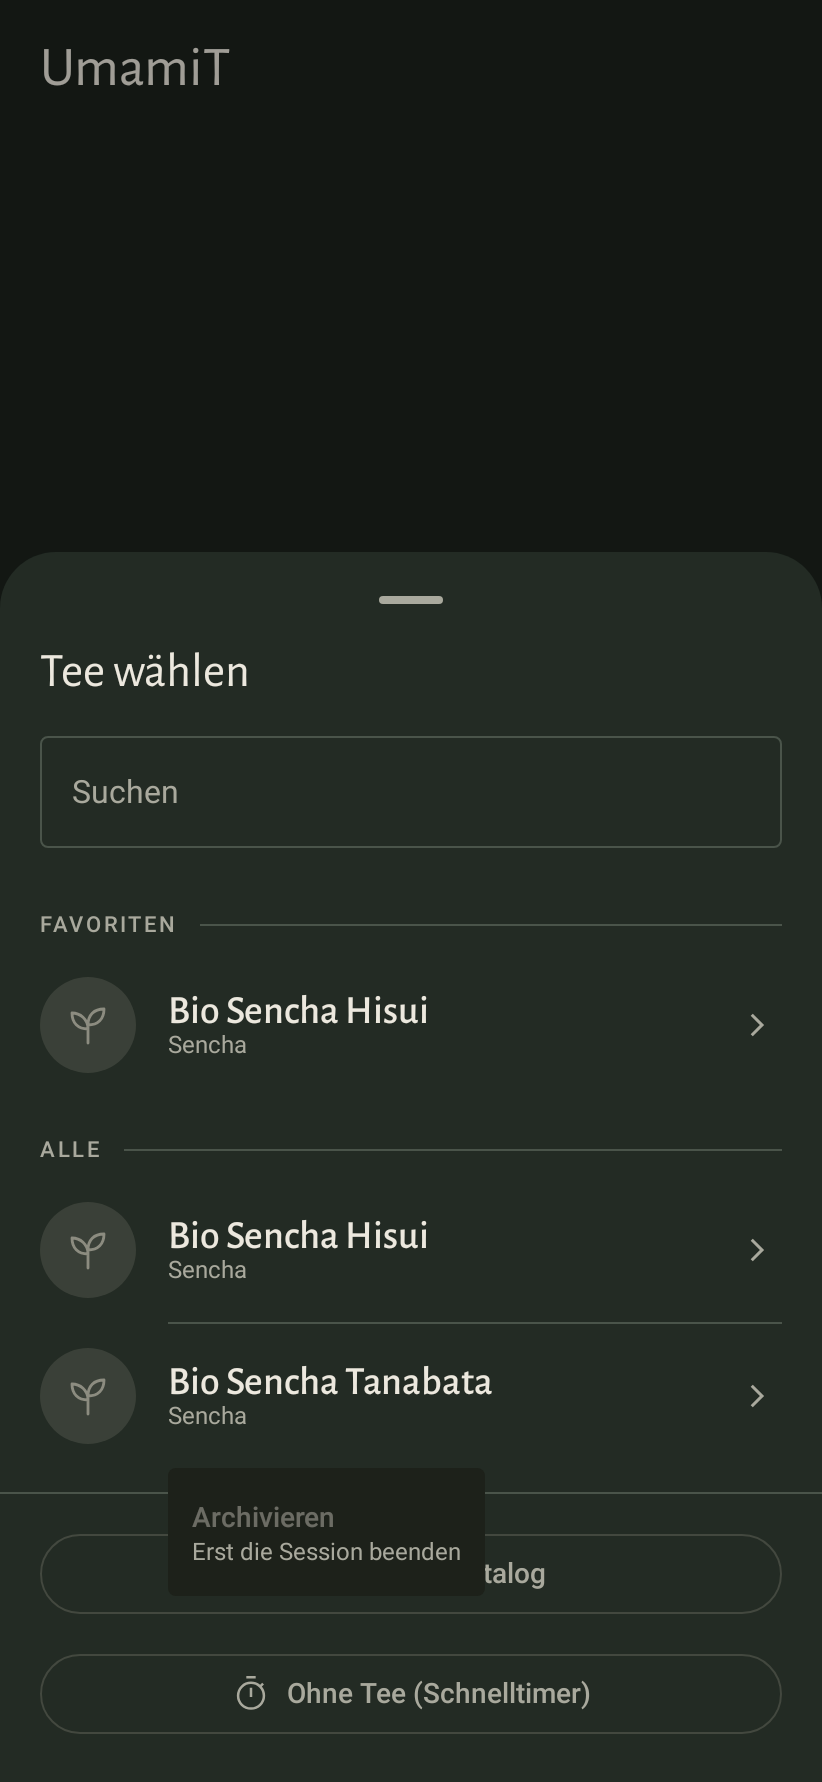 UmamiT
Tee wählen
Suchen
FAVORITEN
Bio Sencha Hisui
Sencha
ALLE
Bio Sencha Hisui
Sencha
Bio Sencha Tanabata
Sencha
Archivieren
Erst die Session beenden
talog
Ohne Tee (Schnelltimer)